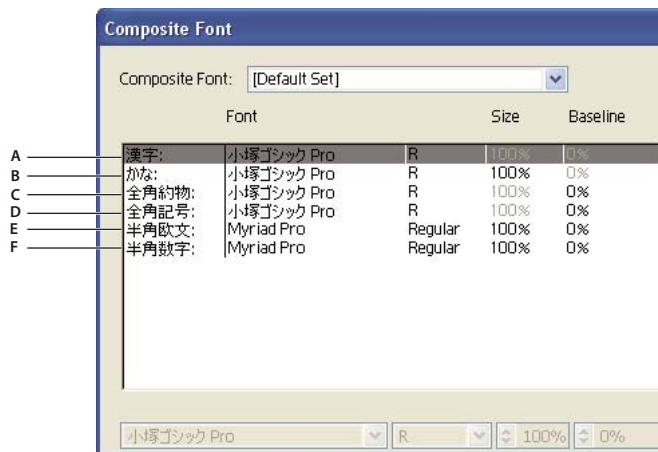 Composite Font
Composite Font: [Default Set]
Font Size Baseline
A 漢字: 小塚ゴシック Pro R 100% 0%
B かな: 小塚ゴシック Pro R 100% 0%
C 全角約物: 小塚ゴシック Pro R 100% 0%
D 全角記号: 小塚ゴシック Pro R 100% 0%
E 半角欧文: Myriad Pro Regular 100% 0%
F 半角数字: Myriad Pro Regular 100% 0%
小塚ゴシック Pro R 100% 0%